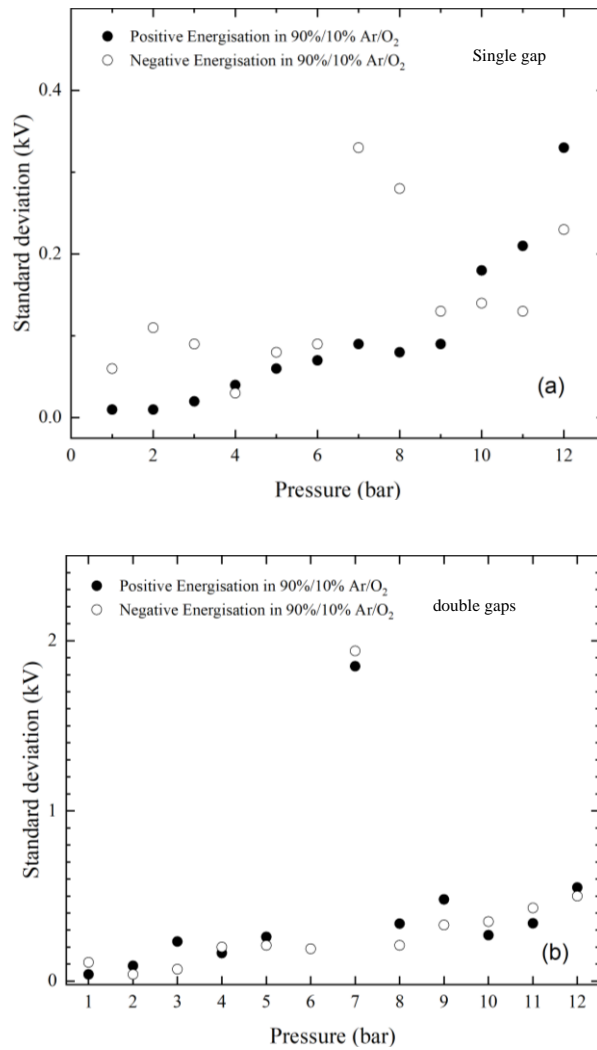 Positive Energisation in 90%/10% Ar/O₂
Negative Energisation in 90%/10% Ar/O₂
Single gap
0.4
0.2
0.0
Standard deviation (kV)
(a)
0 2 4 6 8 10 12
Pressure (bar)
Positive Energisation in 90%/10% Ar/O₂
Negative Energisation in 90%/10% Ar/O₂
double gaps
2
1
0
Standard deviation (kV)
(b)
1 2 3 4 5 6 7 8 9 10 11 12
Pressure (bar)